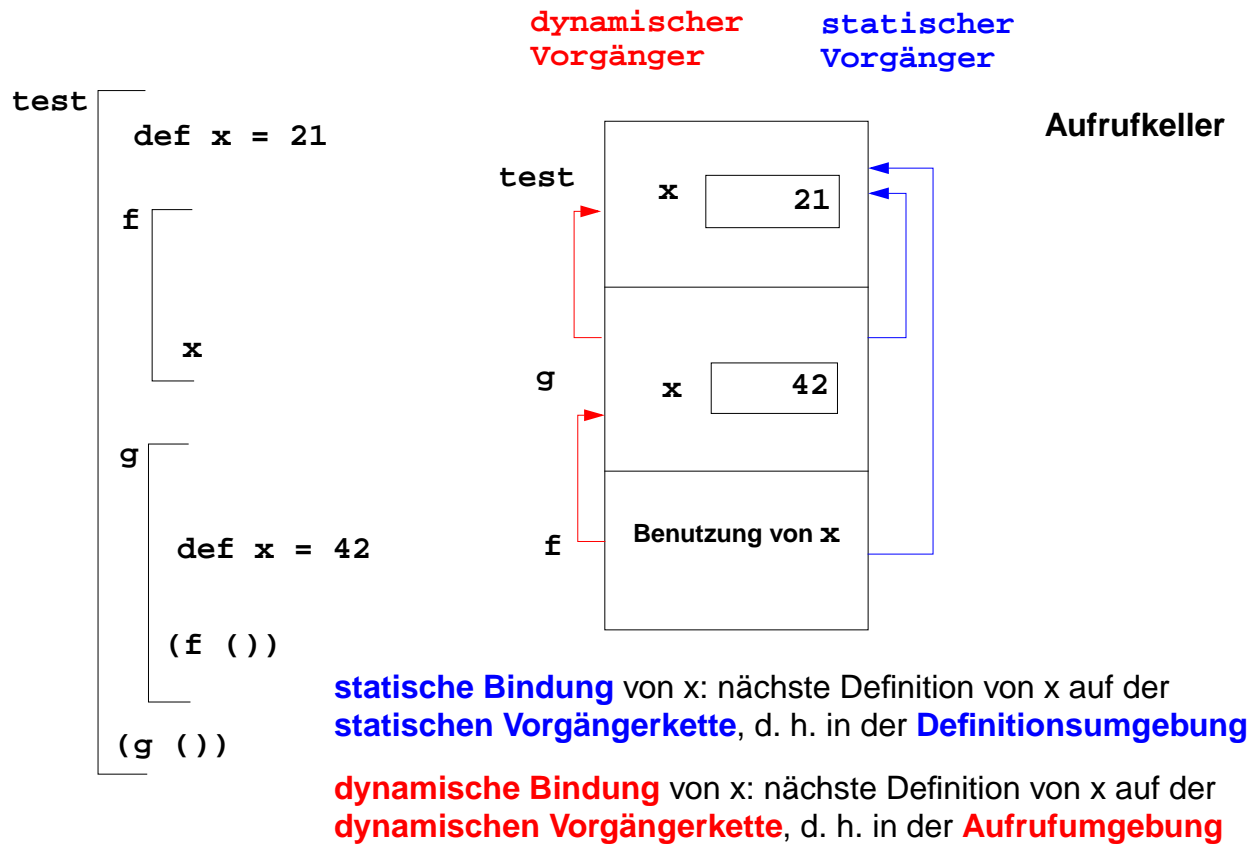 dynamischer
Vorgänger
statischer
Vorgänger
test
def x = 21
f
x
g
def x = 42
(f ())
(g ())
Aufrufkeller
test
x 21
g
x 42
f
Benutzung von x
statische Bindung von x: nächste Definition von x auf der
statischen Vorgängerkette, d. h. in der Definitionsumgebung
dynamische Bindung von x: nächste Definition von x auf der
dynamischen Vorgängerkette, d. h. in der Aufrufumgebung